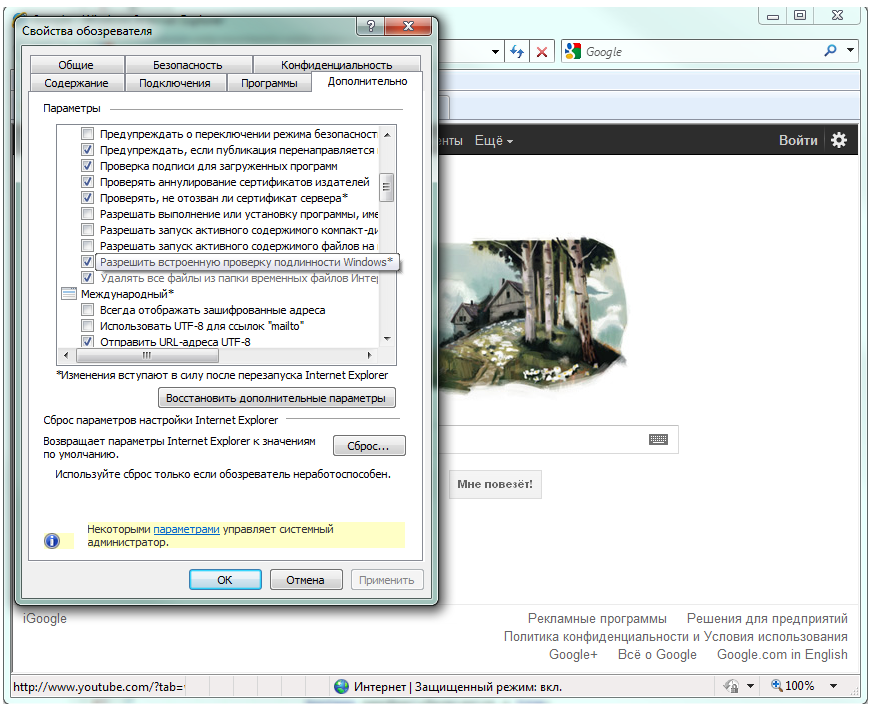 Свойства обозревателя
Общие
Безопасность
Конфиденциальность
Содержание
Подключения
Программы
Дополнительно
Параметры
Предупреждать о переключении режима безопасност
Предупреждать, если публикация перенаправляется
Проверка подписи для загруженных программ
Проверять аннулирование сертификатов издателей
Проверять, не отозван ли сертификат сервера*
Разрешать выполнение или установку программы, име
Разрешать запуск активного содержимого компакт-ди
Разрешать запуск активного содержимого файлов на
Разрешить встроенную проверку подлинности Windows*
Удалять все файлы из папки временных файлов Интер
Международный*
Всегда отображать зашифрованные адреса
Использовать UTF-8 для ссылок "mailto"
Отправить URL-адреса UTF-8
*Изменения вступают в силу после перезапуска Internet Explorer
Восстановить дополнительные параметры
Сброс параметров настройки Internet Explorer
Возвращает параметры Internet Explorer к значениям
по умолчанию.
Сброс...
Используйте сброс только если обозреватель неработоспособен.
Некоторыми параметрами управляет системный
администратор.
ОК
Отмена
Применить
Google
енты Ещё
Войти
Мне повезёт!
iGoogle
Рекламные программы Решения для предприятий
Политика конфиденциальности и Условия использования
Google+ Всё о Google Google.com in English
http://www.youtube.com/?tab=
Интернет | Защищенный режим: вкл.
100%